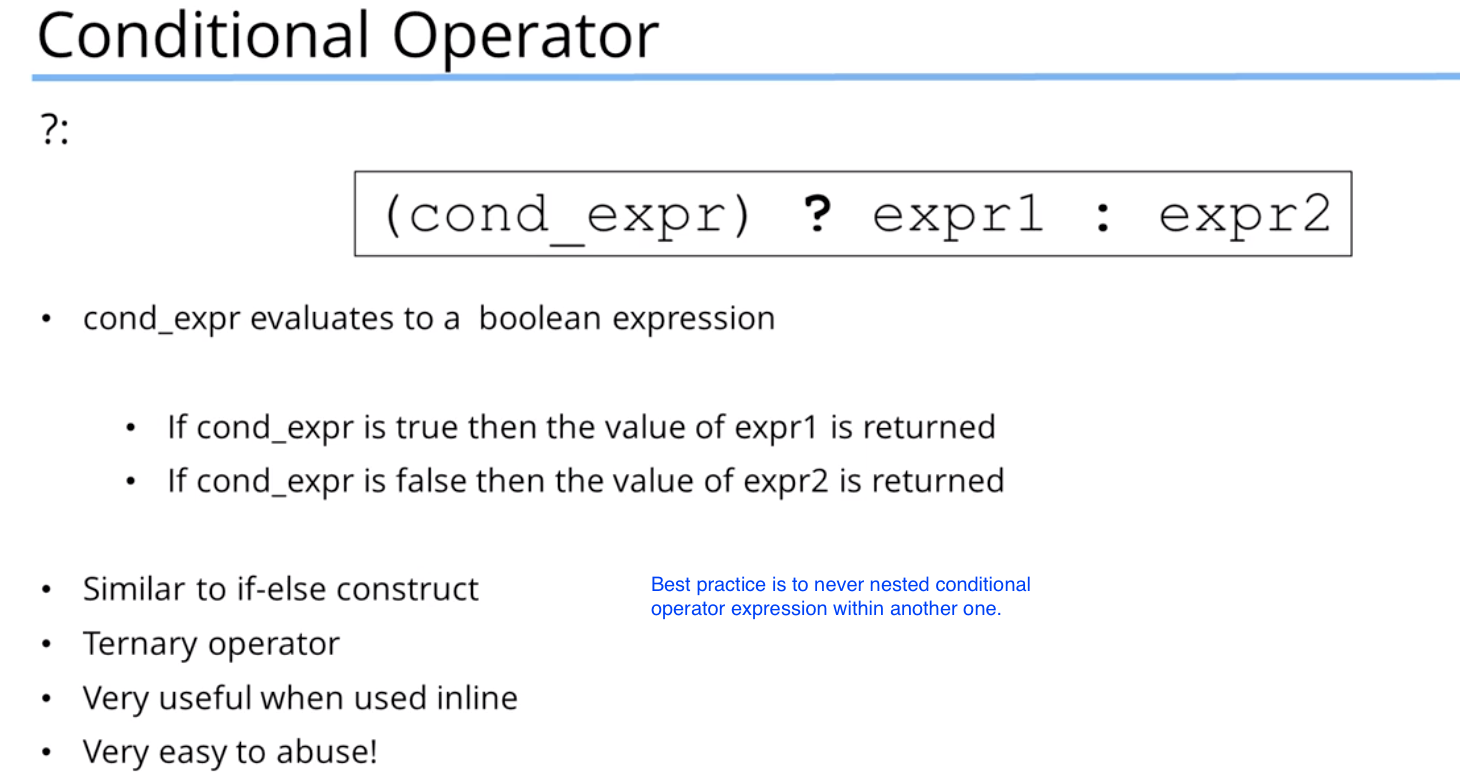 Conditional Operator
?:
(cond_expr) ? expr1 : expr2
• cond_expr evaluates to a boolean expression
• If cond_expr is true then the value of expr1 is returned
• If cond_expr is false then the value of expr2 is returned
• Similar to if-else construct
Best practice is to never nested conditional
operator expression within another one.
• Ternary operator
• Very useful when used inline
• Very easy to abuse!